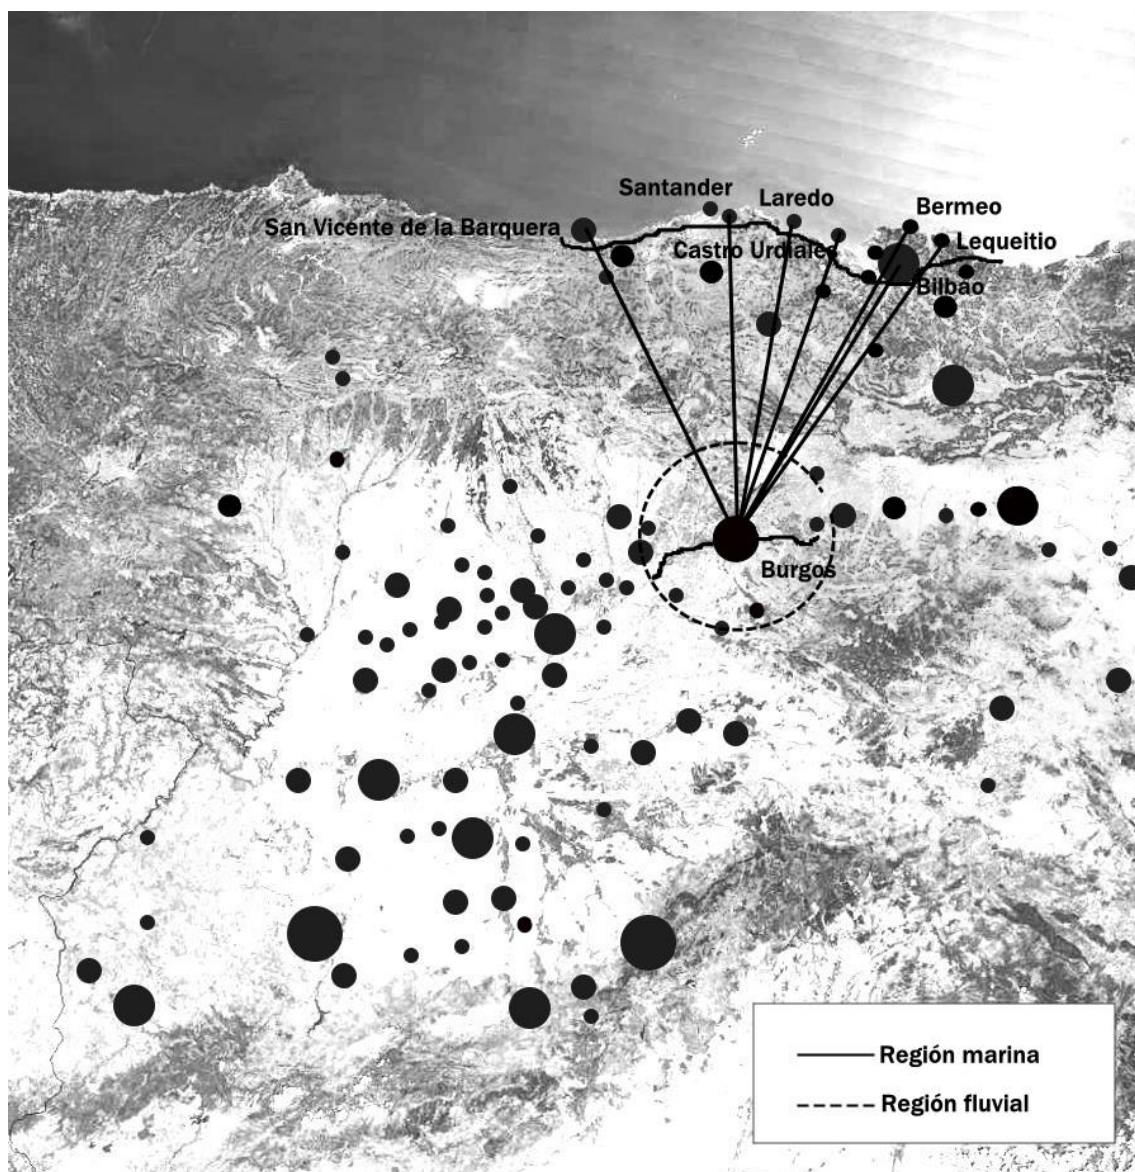 Santander
Laredo
Bermeo
San Vicente de la Barquera
Lequeitio
Castro Urdiales
Bilbao
Burgos
Región marina
Región fluvial